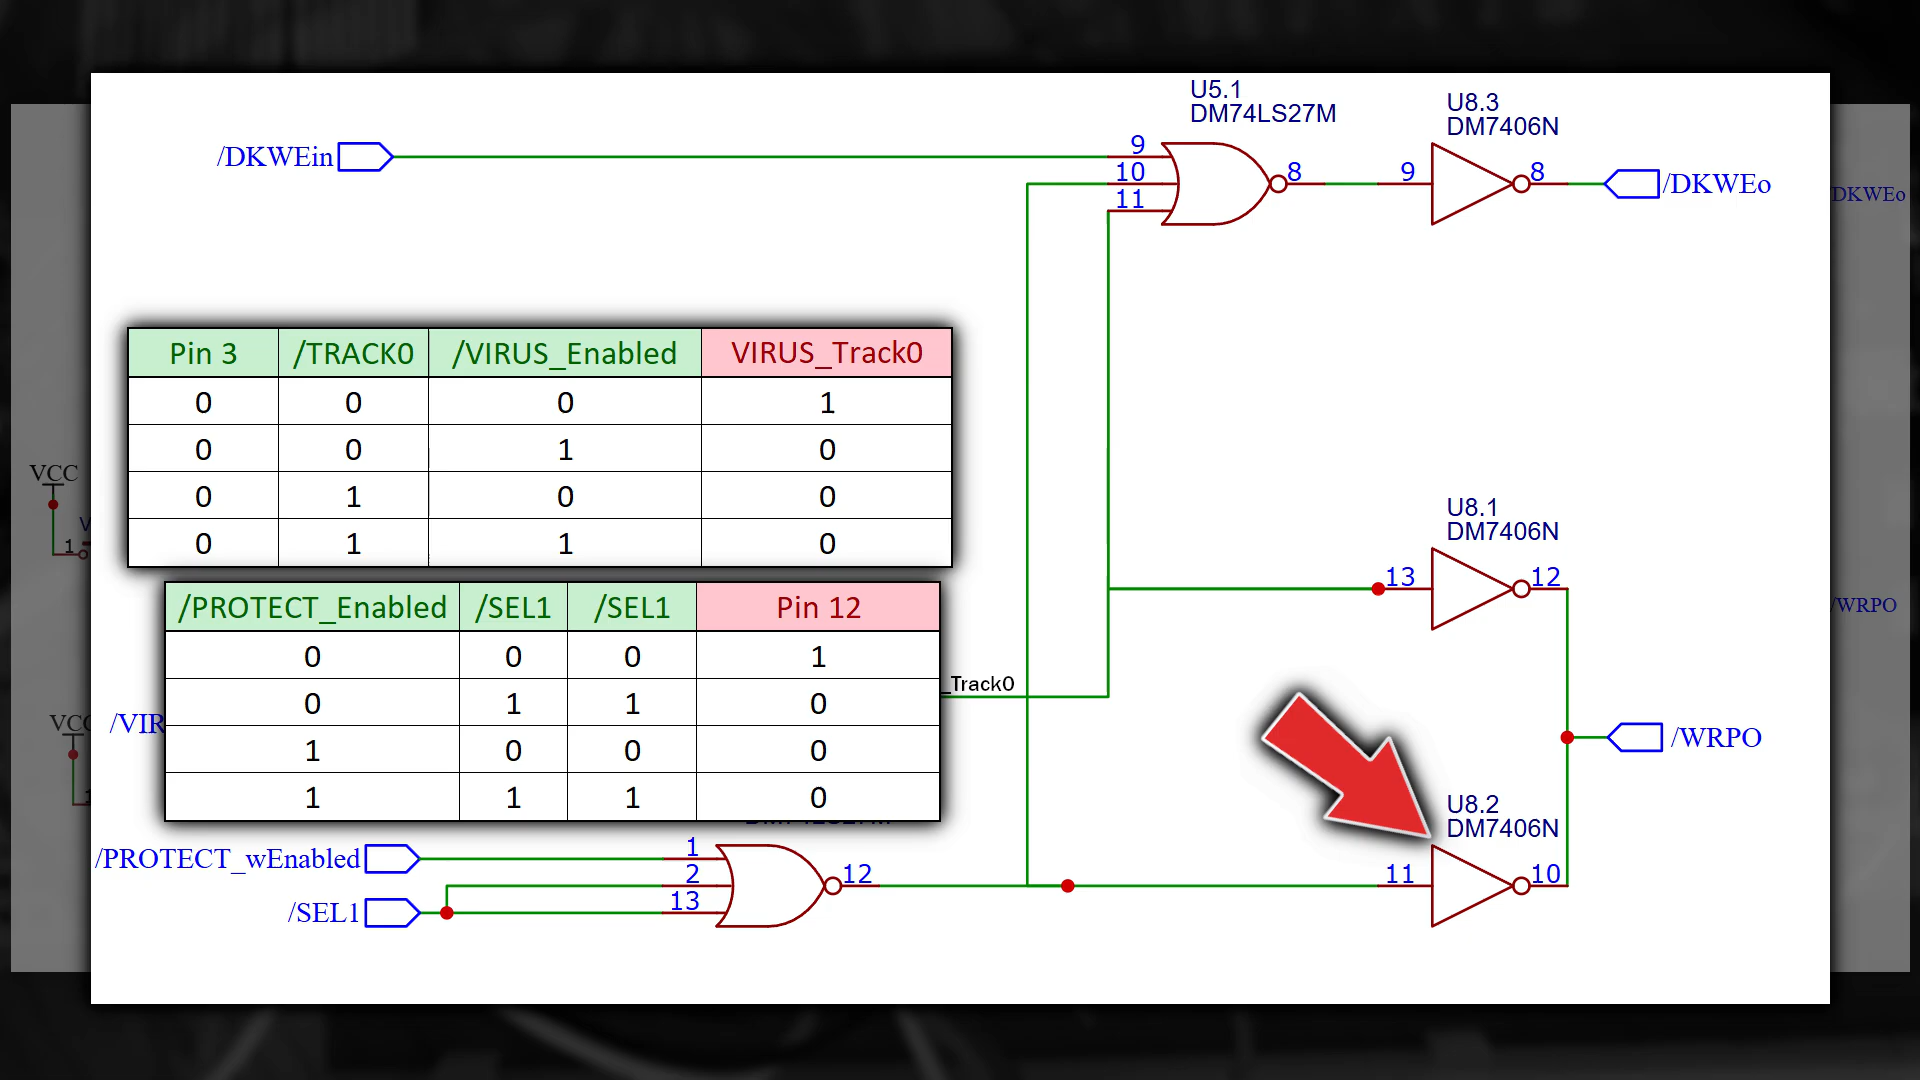 U5.1
DM74LS27M
U8.3
DM7406N
/DKWEin
9
10
11
8
9
8
/DKWEo
DKWEo
Pin 3 /TRACK0 /VIRUS_Enabled VIRUS_Track0
0 0 0 1
0 0 1 0
0 1 0 0
0 1 1 0
VCC
V
1
U8.1
DM7406N
13
12
/WRPO
/PROTECT_Enabled /SEL1 /SEL1 Pin 12
0 0 0 1
0 1 1 0
1 0 0 0
1 1 1 0
_Track0
VCC
/VIR
/WRPO
U8.2
DM7406N
/PROTECT_wEnabled
1
2
13
12
11
10
/SEL1